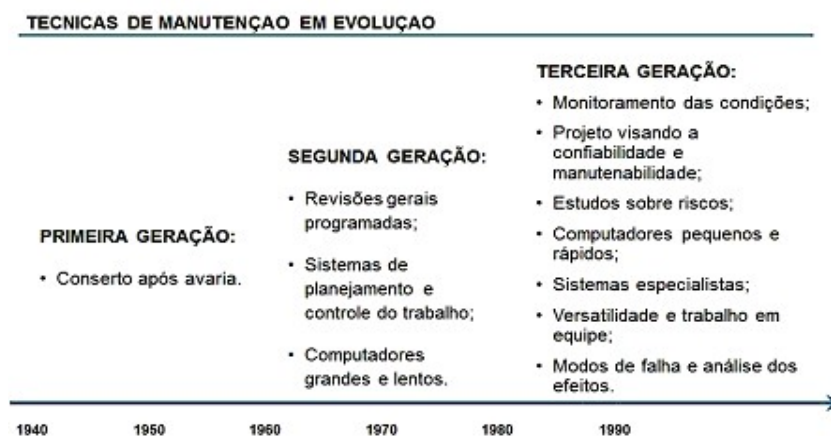 TECNICAS DE MANUTENÇAO EM EVOLUÇAO
PRIMEIRA GERAÇÃO:
• Conserto após avaria.
SEGUNDA GERAÇÃO:
• Revisões gerais
programadas;
• Sistemas de
planejamento e
controle do trabalho;
• Computadores
grandes e lentos.
TERCEIRA GERAÇÃO:
• Monitoramento das condições;
• Projeto visando a
confiabilidade e
manutenabilidade;
• Estudos sobre riscos;
• Computadores pequenos e
rápidos;
• Sistemas especialistas;
• Versatilidade e trabalho em
equipe;
• Modos de falha e análise dos
efeitos.
1940 1950 1960 1970 1980 1990